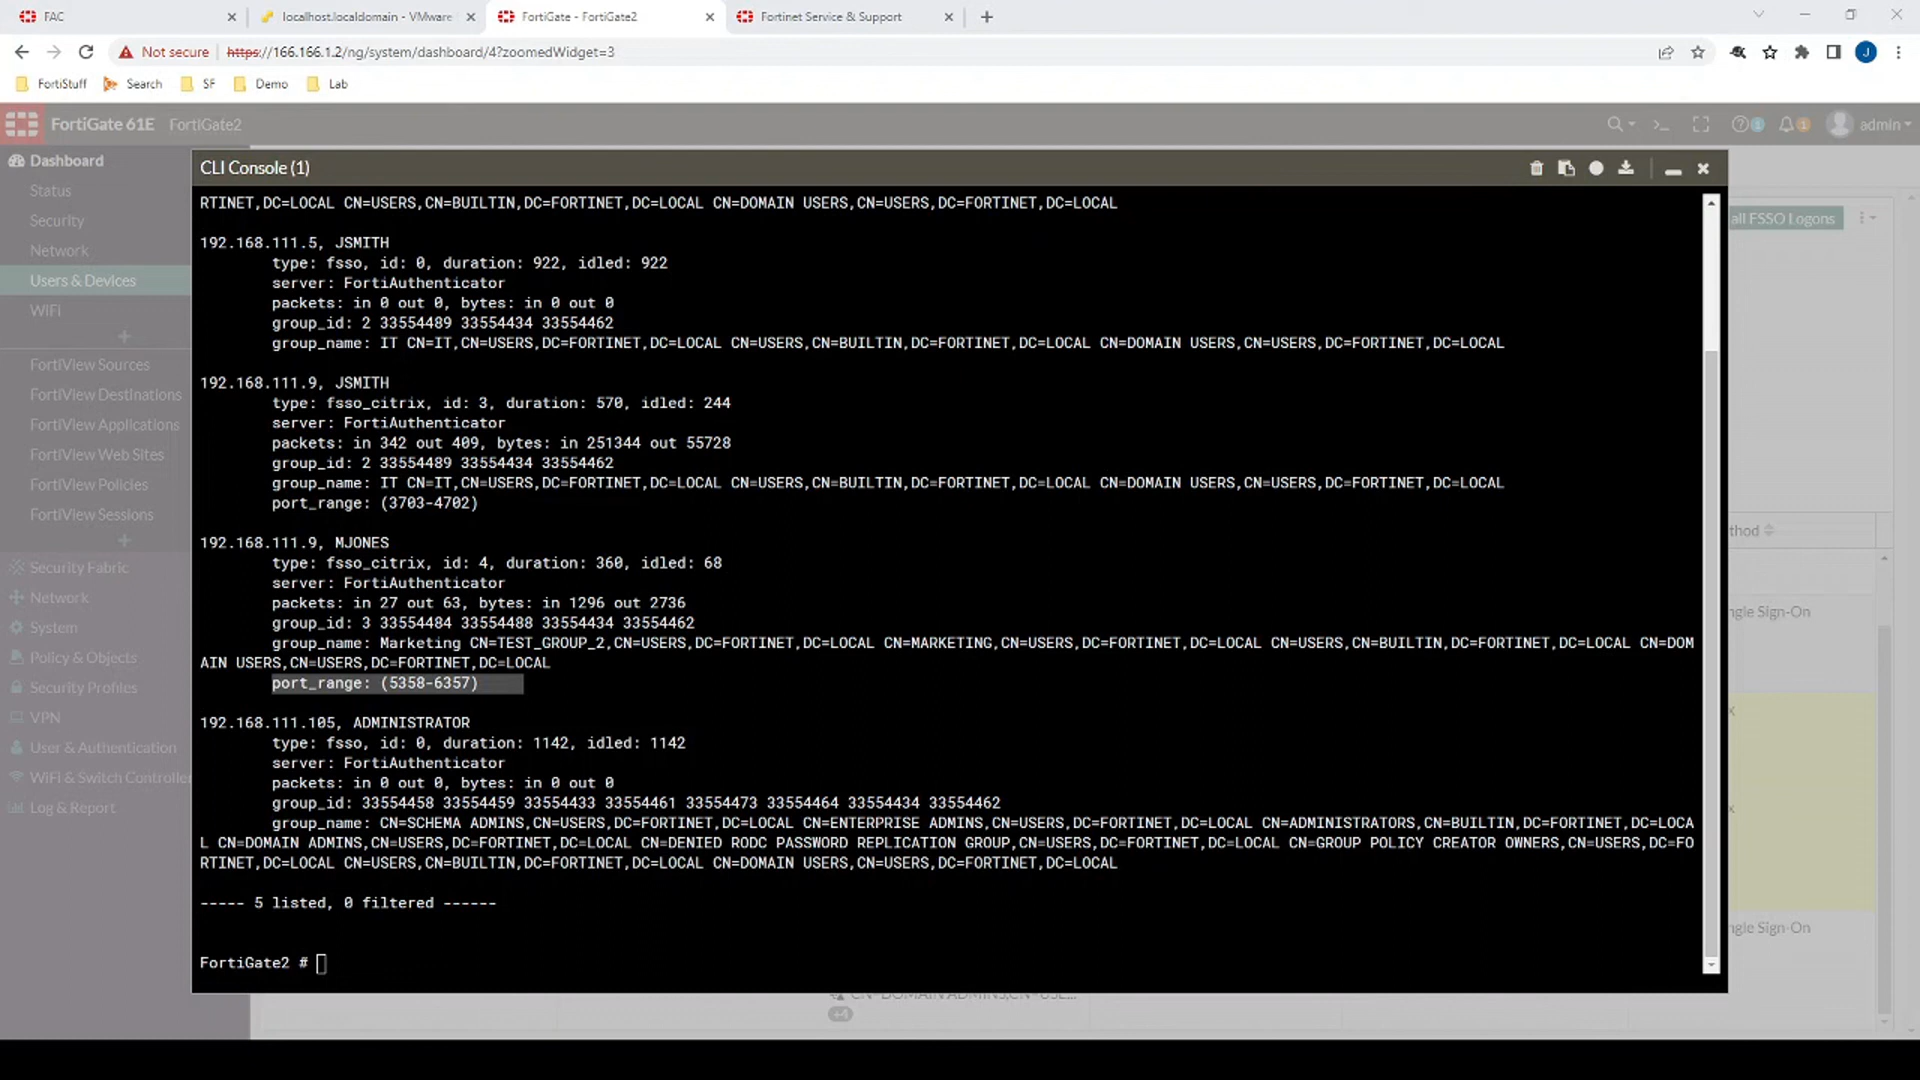 FAC
localhost.localdomain - VMware
FortiGate - FortiGate2
Fortinet Service & Support
Not secure
https://166.166.1.2/ng/system/dashboard/4?zoomedWidget=3
J
FortiStuff
Search
SF
Demo
Lab
FortiGate 61E
FortiGate2
>_
1
1
admin
Dashboard
Status
Security
Network
Users & Devices
WiFi
FortiView Sources
FortiView Destinations
FortiView Applications
FortiView Web Sites
FortiView Policies
FortiView Sessions
Security Fabric
Network
System
Policy & Objects
Security Profiles
VPN
User & Authentication
WiFi & Switch Controller
Log & Report
CLI Console (1)
RTINET,DC=LOCAL CN=USERS,CN=BUILTIN,DC=FORTINET,DC=LOCAL CN=DOMAIN USERS,CN=USERS,DC=FORTINET,DC=LOCAL
192.168.111.5, JSMITH
type: fsso, id: 0, duration: 922, idled: 922
server: FortiAuthenticator
packets: in 0 out 0, bytes: in 0 out 0
group_id: 2 33554489 33554434 33554462
group_name: IT CN=IT,CN=USERS,DC=FORTINET,DC=LOCAL CN=USERS,CN=BUILTIN,DC=FORTINET,DC=LOCAL CN=DOMAIN USERS,CN=USERS,DC=FORTINET,DC=LOCAL
192.168.111.9, JSMITH
type: fsso_citrix, id: 3, duration: 570, idled: 244
server: FortiAuthenticator
packets: in 342 out 409, bytes: in 251344 out 55728
group_id: 2 33554489 33554434 33554462
group_name: IT CN=IT,CN=USERS,DC=FORTINET,DC=LOCAL CN=USERS,CN=BUILTIN,DC=FORTINET,DC=LOCAL CN=DOMAIN USERS,CN=USERS,DC=FORTINET,DC=LOCAL
port_range: (3703-4702)
192.168.111.9, MJONES
type: fsso_citrix, id: 4, duration: 360, idled: 68
server: FortiAuthenticator
packets: in 27 out 63, bytes: in 1296 out 2736
group_id: 3 33554484 33554488 33554434 33554462
group_name: Marketing CN=TEST_GROUP_2,CN=USERS,DC=FORTINET,DC=LOCAL CN=MARKETING,CN=USERS,DC=FORTINET,DC=LOCAL CN=USERS,CN=BUILTIN,DC=FORTINET,DC=LOCAL CN=DOM
AIN USERS,CN=USERS,DC=FORTINET,DC=LOCAL
port_range: (5358-6357)
192.168.111.105, ADMINISTRATOR
type: fsso, id: 0, duration: 1142, idled: 1142
server: FortiAuthenticator
packets: in 0 out 0, bytes: in 0 out 0
group_id: 33554458 33554459 33554433 33554461 33554473 33554464 33554434 33554462
group_name: CN=SCHEMA ADMINS,CN=USERS,DC=FORTINET,DC=LOCAL CN=ENTERPRISE ADMINS,CN=USERS,DC=FORTINET,DC=LOCAL CN=ADMINISTRATORS,CN=BUILTIN,DC=FORTINET,DC=LOCA
L CN=DOMAIN ADMINS,CN=USERS,DC=FORTINET,DC=LOCAL CN=DENIED RODC PASSWORD REPLICATION GROUP,CN=USERS,DC=FORTINET,DC=LOCAL CN=GROUP POLICY CREATOR OWNERS,CN=USERS,DC=FO
RTINET,DC=LOCAL CN=USERS,CN=BUILTIN,DC=FORTINET,DC=LOCAL CN=DOMAIN USERS,CN=USERS,DC=FORTINET,DC=LOCAL
----- 5 listed, 0 filtered ------
FortiGate2 #
all FSSO Logons
thod
ngle Sign-On
x
x
ngle Sign-On
CN=DOMAIN ADMINS,CN=USE...
+4